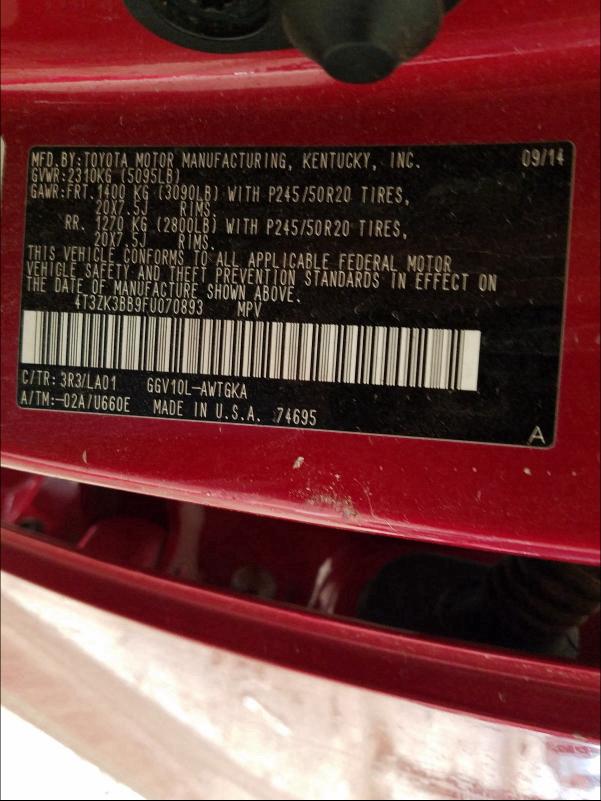 MFD.BY:TOYOTA MOTOR MANUFACTURING, KENTUCKY, INC. 09/14
GVWR:2310KG (5095LB)
GAWR:FRT.1400 KG (3090LB) WITH P245/50R20 TIRES,
20X7.5J RIMS.
RR. 1270 KG (2800LB) WITH P245/50R20 TIRES,
20X7.5J RIMS.
THIS VEHICLE CONFORMS TO ALL APPLICABLE FEDERAL MOTOR
VEHICLE SAFETY AND THEFT PREVENTION STANDARDS IN EFFECT ON
THE DATE OF MANUFACTURE SHOWN ABOVE.
4T3ZK3BB9FU070893 MPV
C/TR:3R3/LA01 GGV10L-AWTGKA
A/TM:-02A/U660E MADE IN U.S.A. 74695
A